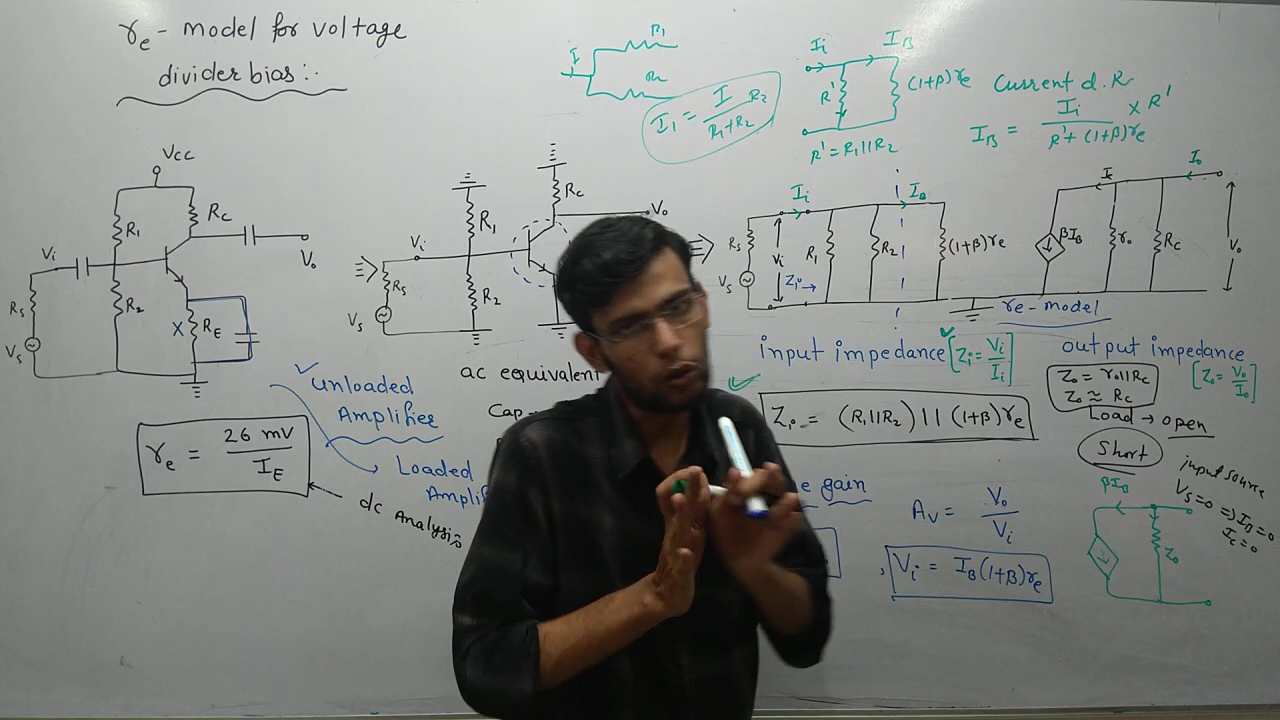 re - model for voltage
divider bias :-
VCC
R1
RC
Vi
Vo
Rs
R2
X RE
Vs
✓ Unloaded
Amplifier
Loaded
re = 26 mV / IE
dc Analysis
I
R1
I1 = I / R1+R2 R2
Ii
IB
R'
(1+β)re
R' = R1||R2
Current d. R
IB = Ii / R'+ (1+β)re × R'
RC
Vo
R1
Vi
Rs
R2
Vs
ac equivalent
Cap
Ii
IB
Rs
Vi
R1
R2
(1+β)re
Vs
Zi →
βIB
Ic
ro
RC
Io
Vo
re - model
input impedance [Zi = Vi / Ii]
Zi = (R1||R2) || (1+β)re
output impedance
[Zo = Vo / Io]
Zo = ro||RC
Zo ≈ RC
Load → open
Short
input source
Vs=0 => IB=0
Ic=0
gain
AV = Vo / Vi
, Vi = IB(1+β)re
βIB
Zo